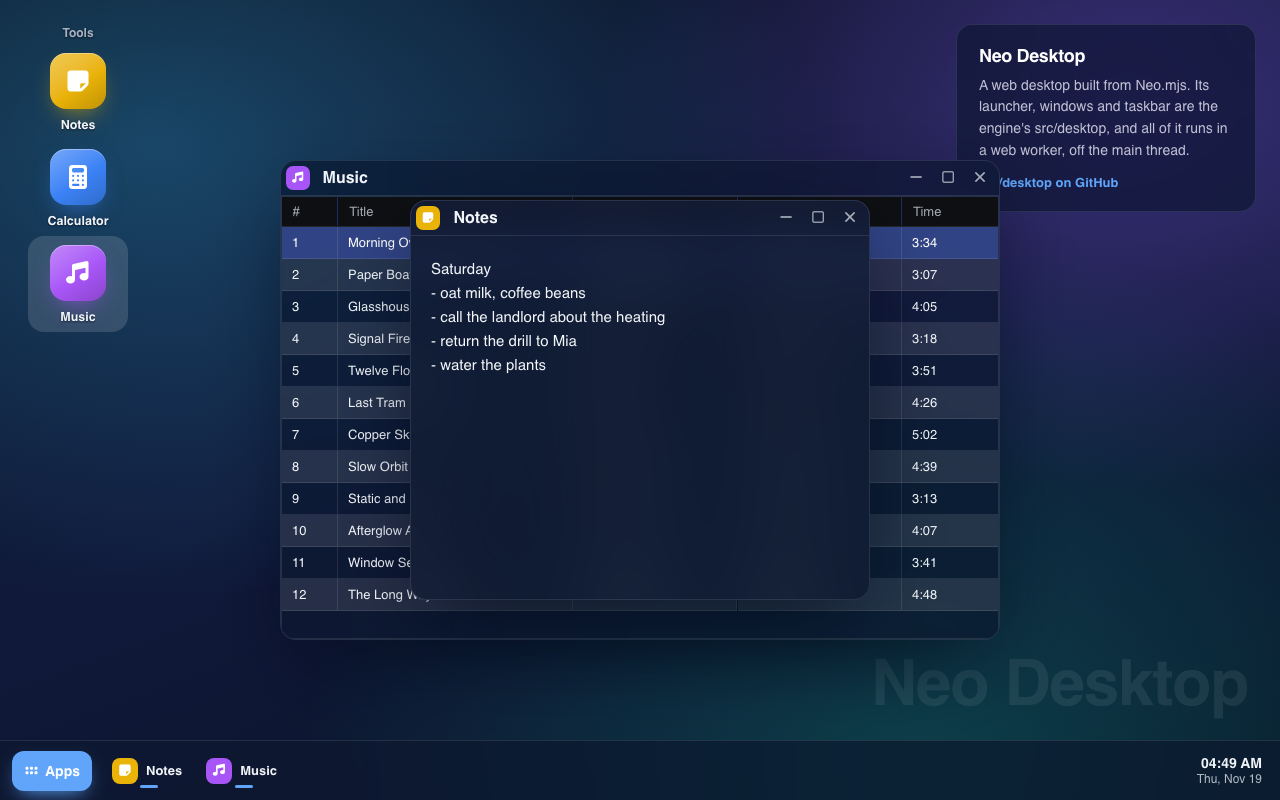 Tools
Notes
Calculator
Music
Neo Desktop
A web desktop built from Neo.mjs. Its
launcher, windows and taskbar are the
engine's src/desktop, and all of it runs in
a web worker, off the main thread.
/desktop on GitHub
Music
# Title Time
1 Morning 3:34
2 Paper 3:07
3 4:05
4 Signal Fire 3:18
5 Twelve 3:51
6 Last Tram 4:26
7 Copper 5:02
8 Slow Orbit 4:39
9 Static and 3:13
10 Afterglow 4:07
11 Window 3:41
12 The Long 4:48
Notes
Saturday
- oat milk, coffee beans
- call the landlord about the heating
- return the drill to Mia
- water the plants
Neo Desktop
Apps
Notes
Music
04:49 AM
Thu, Nov 19